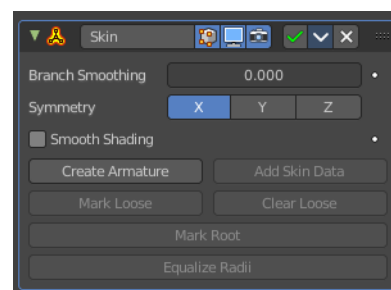 Skin
Branch Smoothing 0.000
Symmetry X Y Z
Smooth Shading
Create Armature Add Skin Data
Mark Loose Clear Loose
Mark Root
Equalize Radii